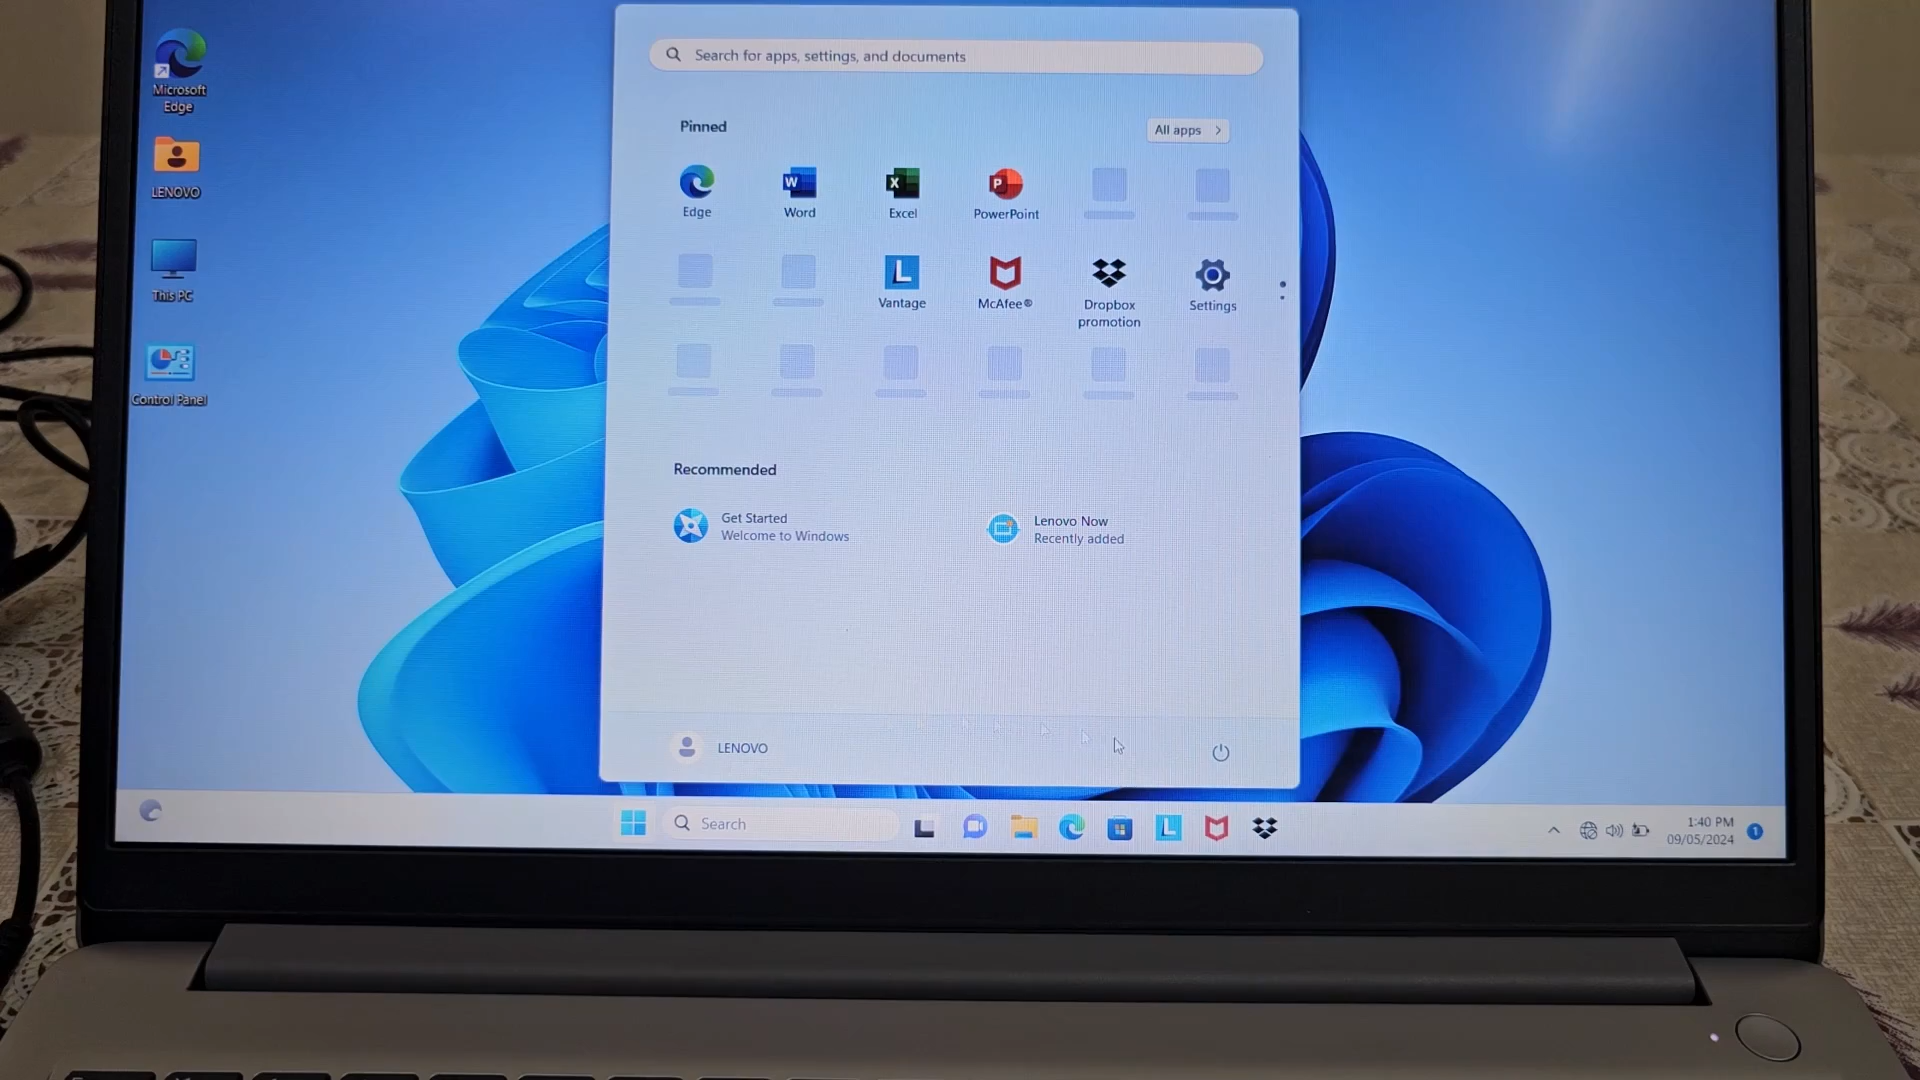 Microsoft
Edge
LENOVO
This PC
Control Panel
Search for apps, settings, and documents
Pinned
All apps
Edge
Word
Excel
PowerPoint
Vantage
McAfee®
Dropbox
promotion
Settings
Recommended
Get Started
Welcome to Windows
Lenovo Now
Recently added
LENOVO
Search
1:40 PM
09/05/2024
1